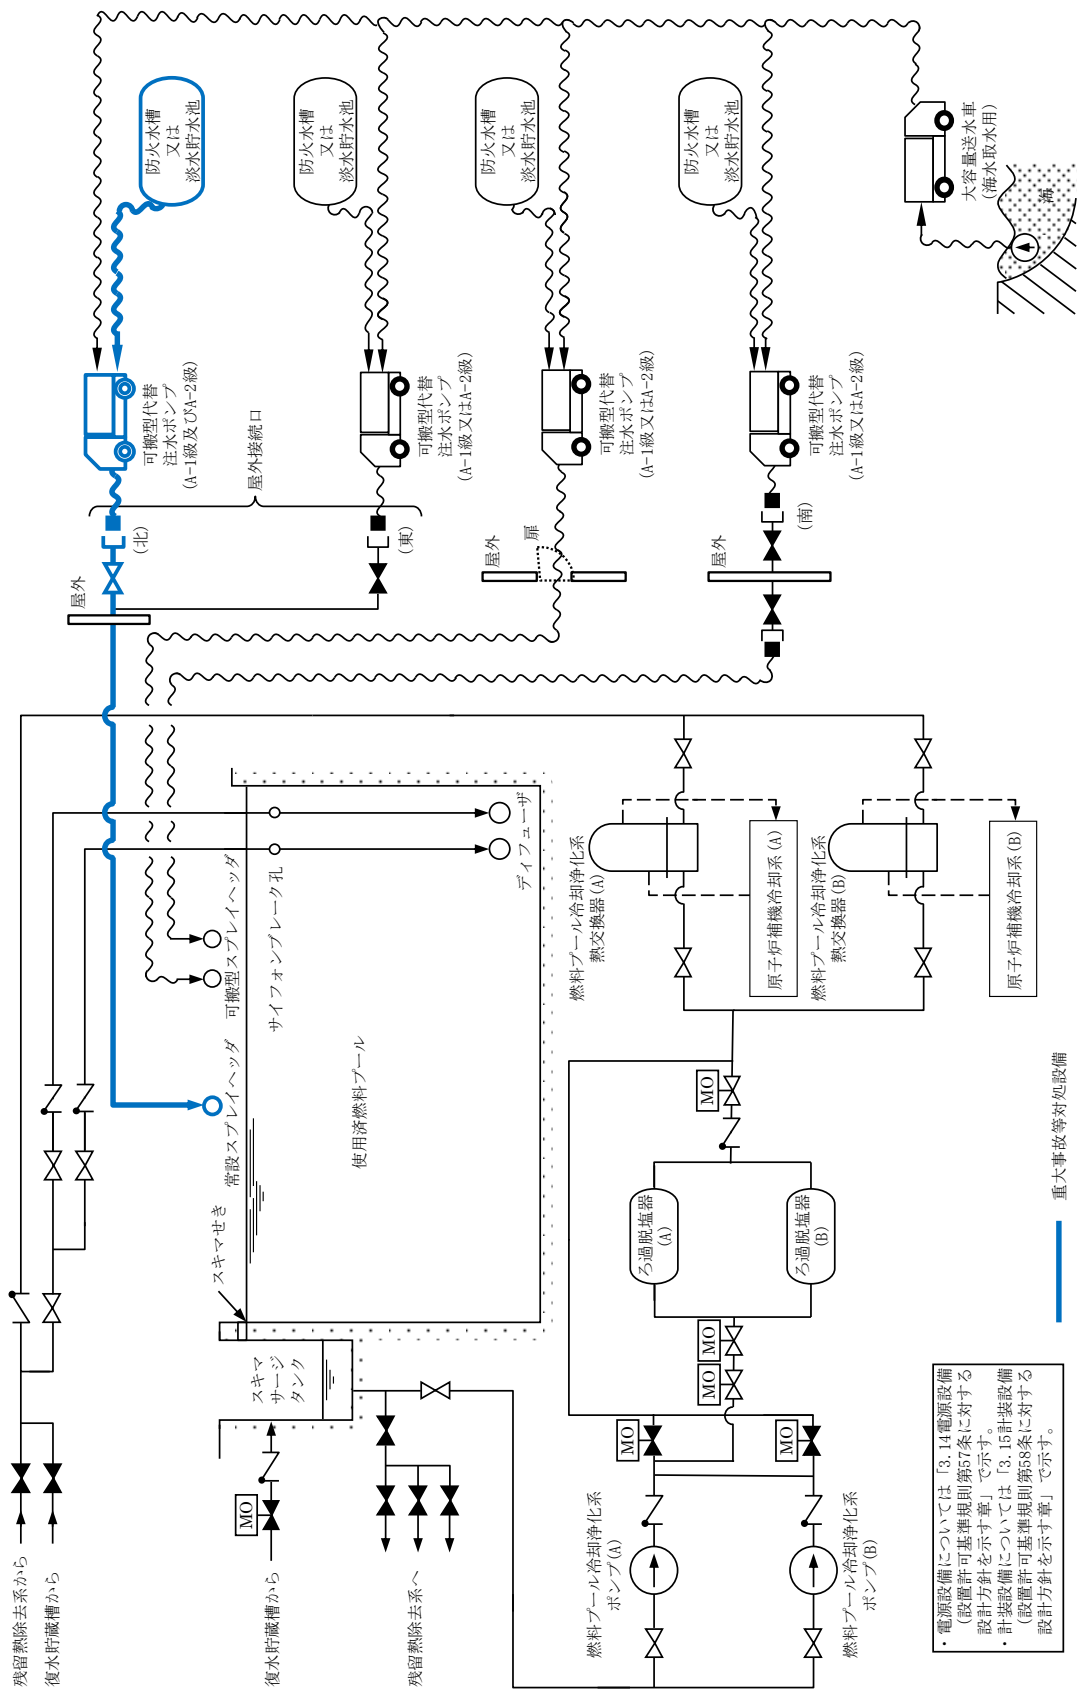 防火水槽
又は
淡水貯水池
防火水槽
又は
淡水貯水池
防火水槽
又は
淡水貯水池
防火水槽
又は
淡水貯水池
大容量送水車
(海水取水用)
海
可搬型代替
注水ポンプ
(A-1級及びA-2級)
可搬型代替
注水ポンプ
(A-1級又はA-2級)
可搬型代替
注水ポンプ
(A-1級又はA-2級)
可搬型代替
注水ポンプ
(A-1級又はA-2級)
屋外接続口
(北)
(東)
(南)
屋外
屋外
扉
屋外
常設スプレイヘッダ
可搬型スプレイヘッダ
サイフォンブレーク孔
ディフューザ
使用済燃料プール
スキマせき
スキマ
サージ
タンク
燃料プール冷却浄化系
熱交換器(A)
原子炉補機冷却系(A)
燃料プール冷却浄化系
熱交換器(B)
原子炉補機冷却系(B)
MO
ろ過脱塩器
(A)
ろ過脱塩器
(B)
MO
MO
MO
MO
MO
燃料プール冷却浄化系
ポンプ(A)
燃料プール冷却浄化系
ポンプ(B)
残留熱除去系から
復水貯蔵槽から
復水貯蔵槽から
残留熱除去系へ
重大事故等対処設備
・電源設備については「3.14電源設備
(設置許可基準規則第57条に対する
設計方針を示す章」で示す。
・計装設備については「3.15計装設備
(設置許可基準規則第58条に対する
設計方針を示す章」で示す。